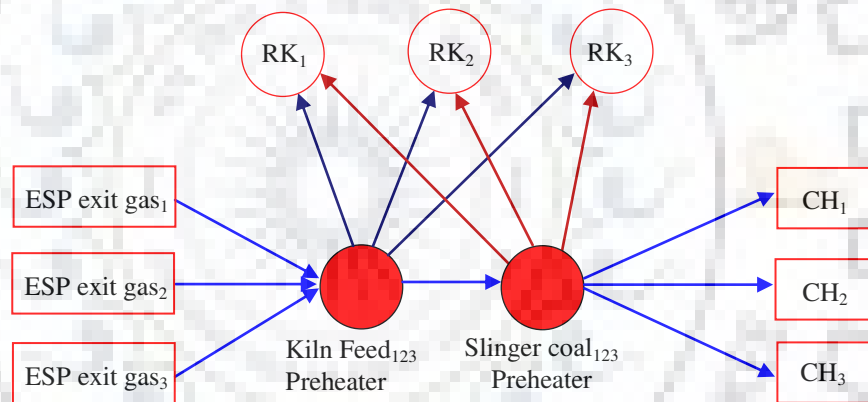 RK₁ RK₂ RK₃
ESP exit gas₁
CH₁
ESP exit gas₂
CH₂
Kiln Feed₁₂₃
Preheater
Slinger coal₁₂₃
Preheater
ESP exit gas₃
CH₃